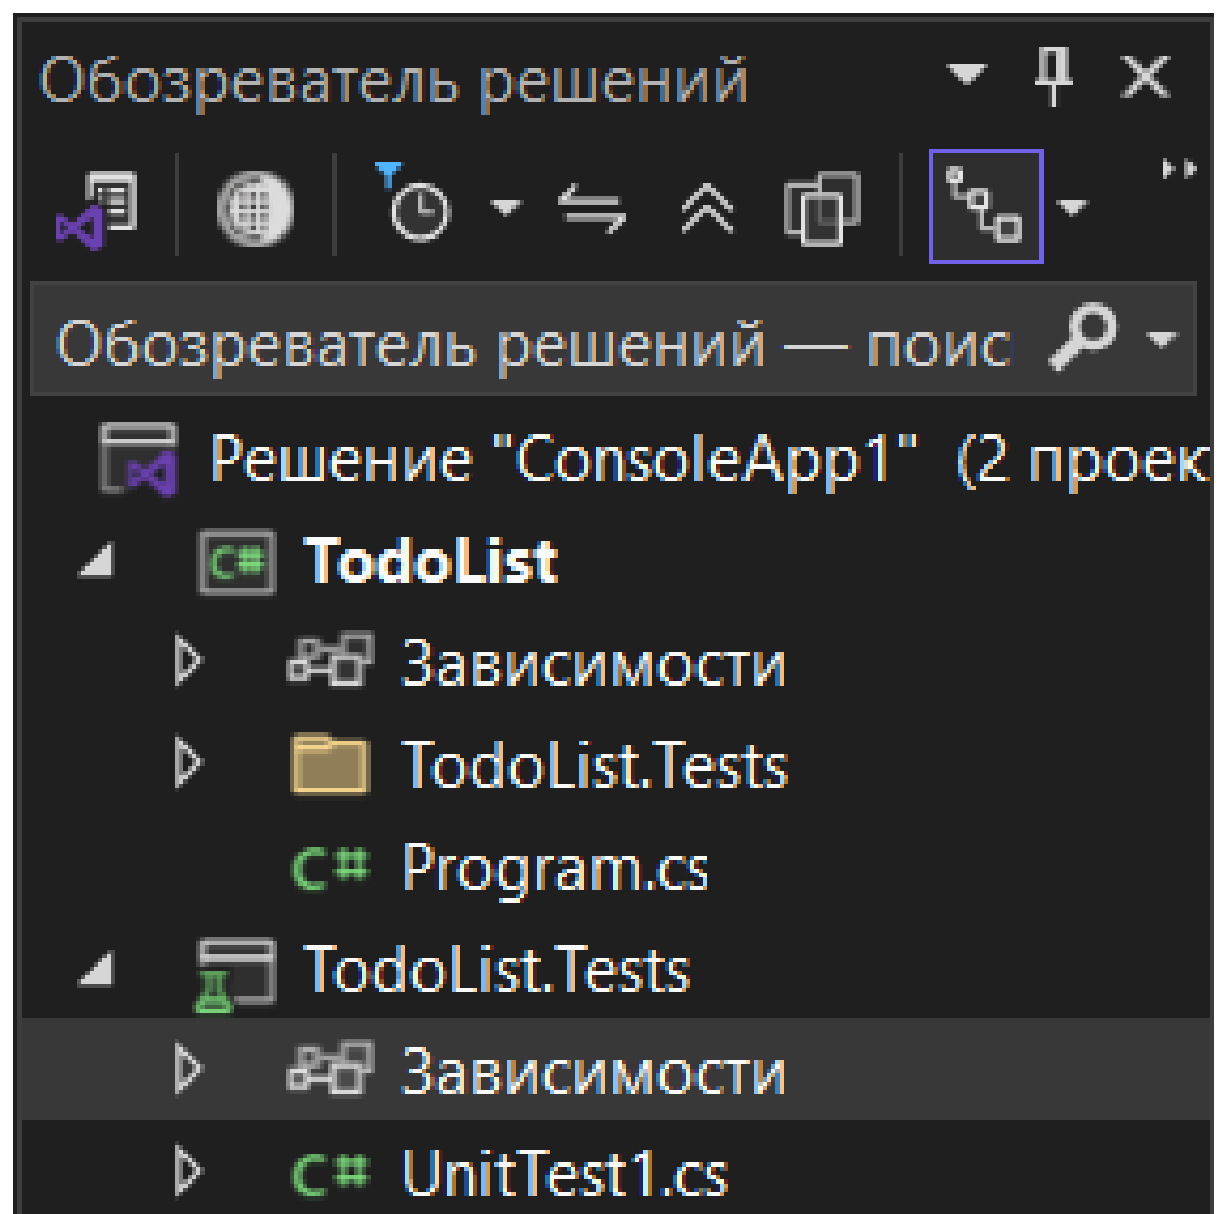 Обозреватель решений
Обозреватель решений — поис
Решение "ConsoleApp1" (2 проек
C# TodoList
Зависимости
TodoList.Tests
C# Program.cs
TodoList.Tests
Зависимости
C# UnitTest1.cs